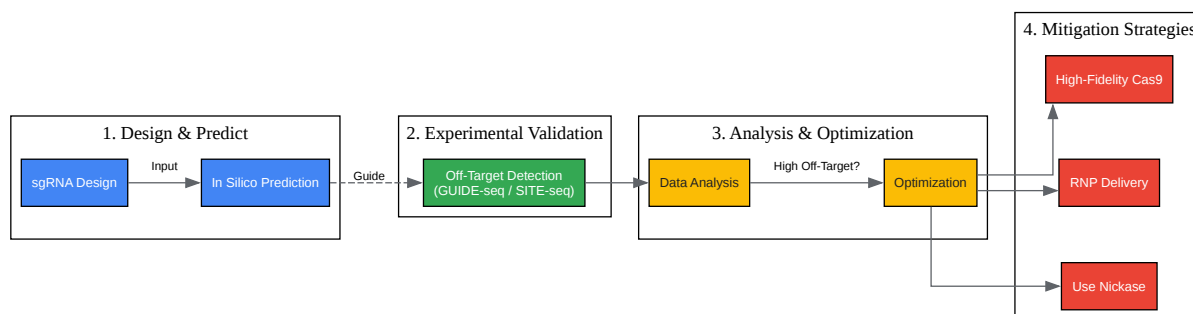 1. Design & Predict
sgRNA Design
Input
In Silico Prediction
Guide
2. Experimental Validation
Off-Target Detection
(GUIDE-seq / SITE-seq)
3. Analysis & Optimization
Data Analysis
High Off-Target?
Optimization
4. Mitigation Strategies
High-Fidelity Cas9
RNP Delivery
Use Nickase